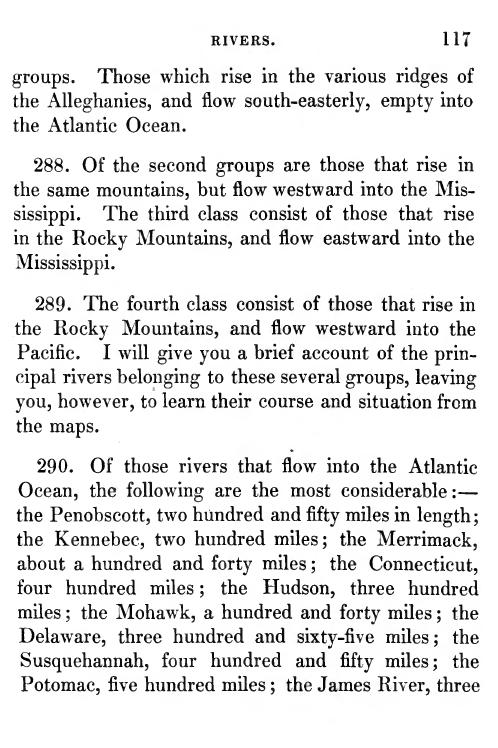 RIVERS. 117
groups. Those which rise in the various ridges of
the Alleghanies, and flow south-easterly, empty into
the Atlantic Ocean.
288. Of the second groups are those that rise in
the same mountains, but flow westward into the Mis-
sissippi. The third class consist of those that rise
in the Rocky Mountains, and flow eastward into the
Mississippi.
289. The fourth class consist of those that rise in
the Rocky Mountains, and flow westward into the
Pacific. I will give you a brief account of the prin-
cipal rivers belonging to these several groups, leaving
you, however, to learn their course and situation from
the maps.
290. Of those rivers that flow into the Atlantic
Ocean, the following are the most considerable:—
the Penobscott, two hundred and fifty miles in length;
the Kennebec, two hundred miles; the Merrimack,
about a hundred and forty miles; the Connecticut,
four hundred miles; the Hudson, three hundred
miles; the Mohawk, a hundred and forty miles; the
Delaware, three hundred and sixty-five miles; the
Susquehannah, four hundred and fifty miles; the
Potomac, five hundred miles; the James River, three